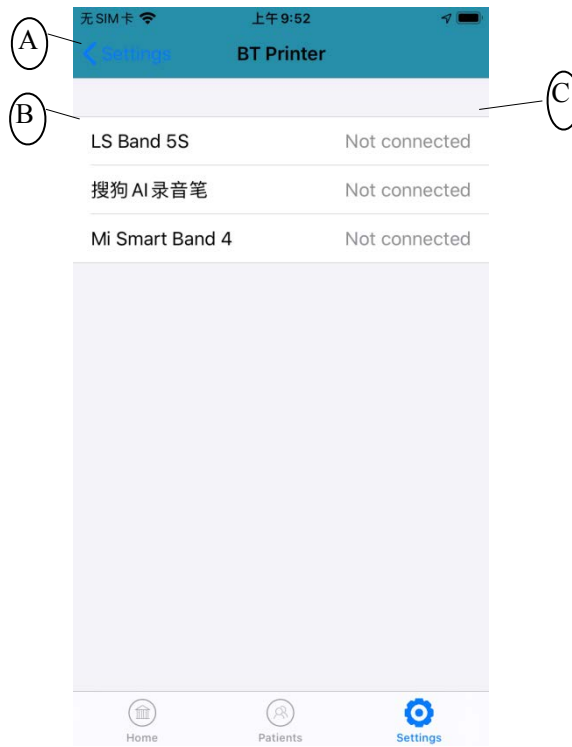 无SIM卡 上午9:52
A
Settings BT Printer
B
C
LS Band 5S Not connected
搜狗AI录音笔 Not connected
Mi Smart Band 4 Not connected
Home Patients Settings